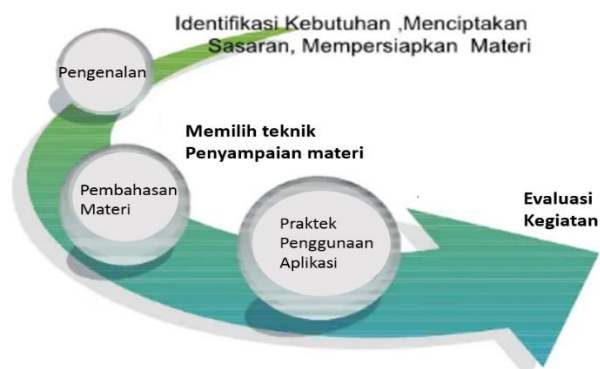 Identifikasi Kebutuhan ,Menciptakan
Sasaran, Mempersiapkan Materi
Pengenalan
Memilih teknik
Penyampaian materi
Pembahasan
Materi
Praktek
Penggunaan
Aplikasi
Evaluasi
Kegiatan